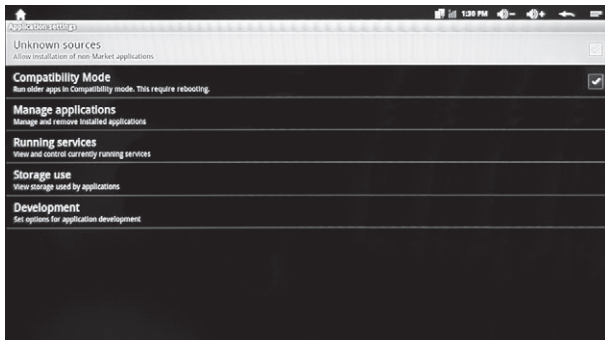 1:30 PM
Application settings
Unknown sources
Allow installation of non-Market applications
Compatibility Mode
Run older apps in Compatibility mode. This require rebooting.
Manage applications
Manage and remove installed applications
Running services
View and control currently running services
Storage use
View storage used by applications
Development
Set options for application development